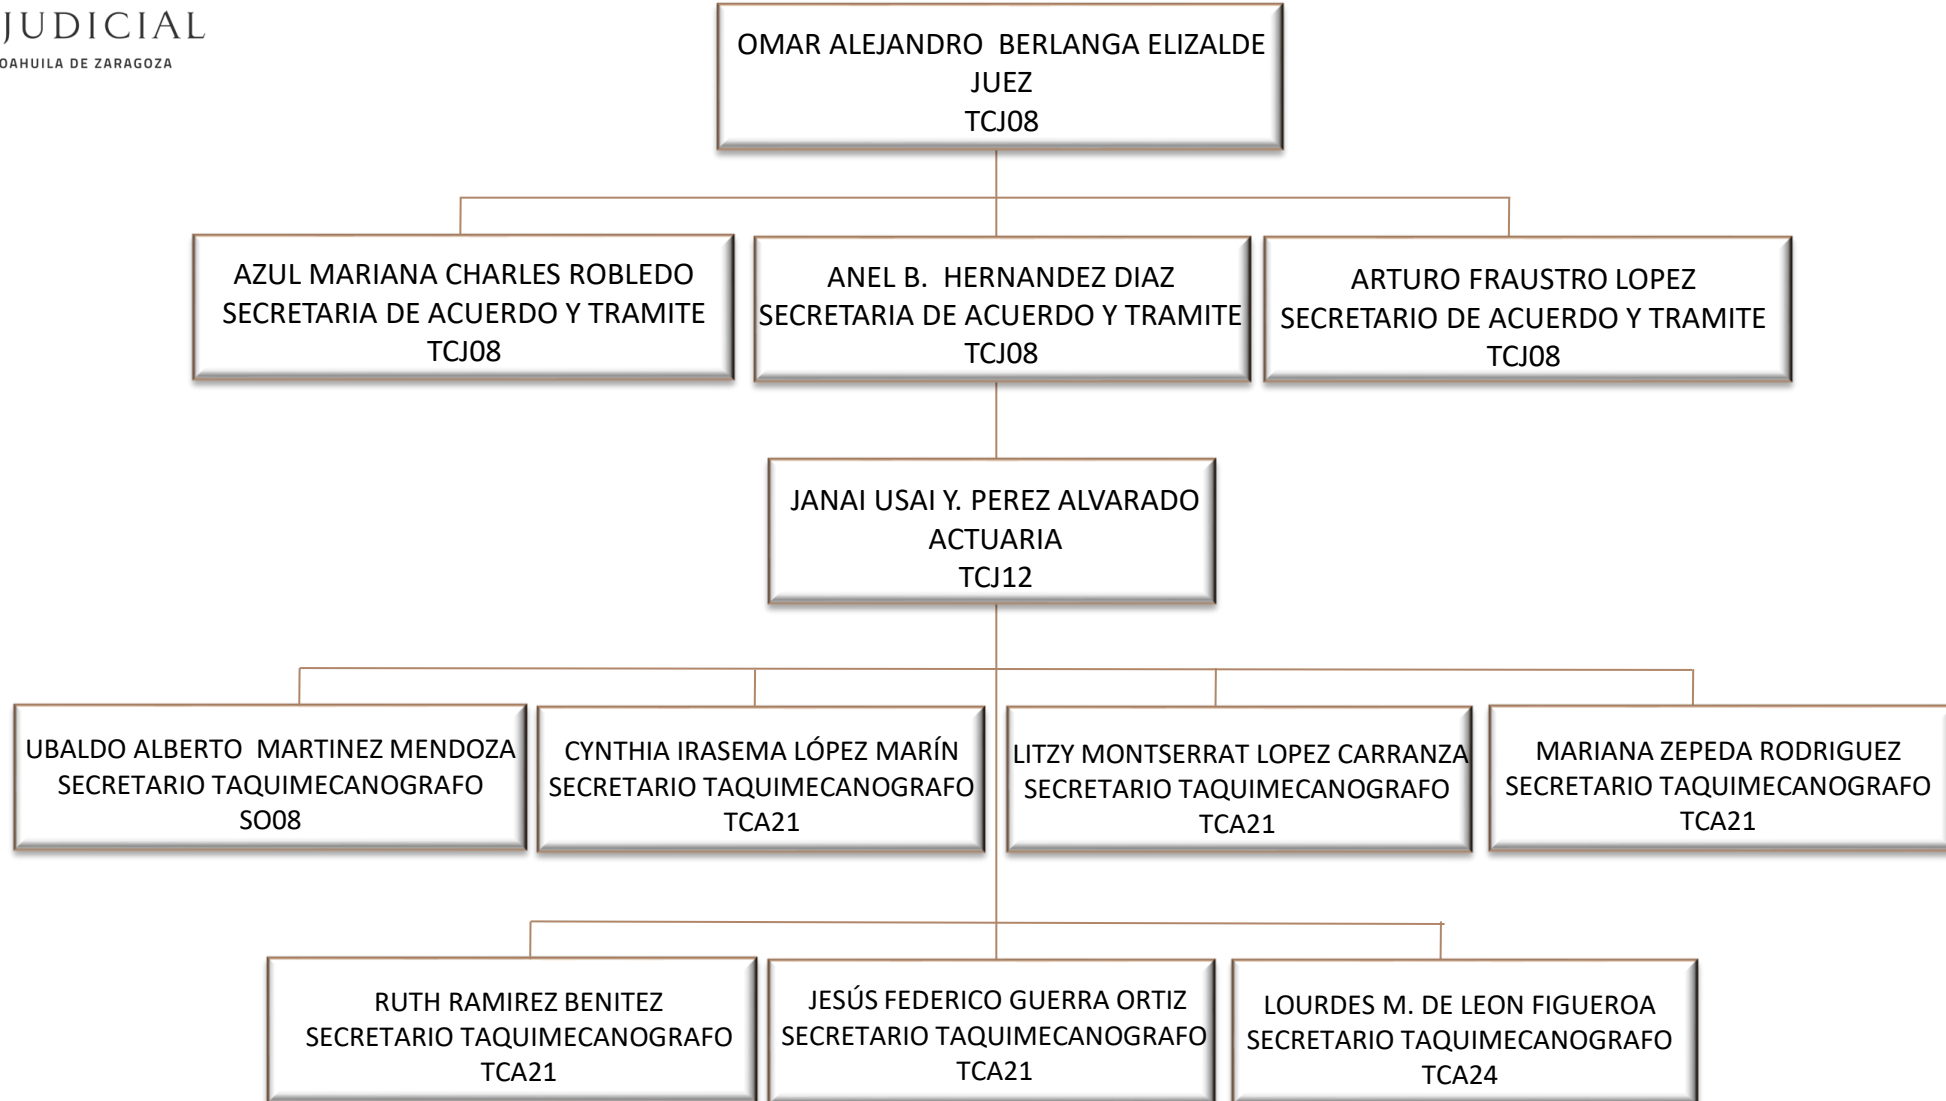 JUDICIAL
OAHUILA DE ZARAGOZA
OMAR ALEJANDRO  BERLANGA ELIZALDE
JUEZ
TCJ08
AZUL MARIANA CHARLES ROBLEDO
SECRETARIA DE ACUERDO Y TRAMITE
TCJ08
ANEL B.  HERNANDEZ DIAZ
SECRETARIA DE ACUERDO Y TRAMITE
TCJ08
ARTURO FRAUSTRO LOPEZ
SECRETARIO DE ACUERDO Y TRAMITE
TCJ08
JANAI USAI Y. PEREZ ALVARADO
ACTUARIA
TCJ12
UBALDO ALBERTO  MARTINEZ MENDOZA
SECRETARIO TAQUIMECANOGRAFO
SO08
CYNTHIA IRASEMA LÓPEZ MARÍN
SECRETARIO TAQUIMECANOGRAFO
TCA21
LITZY MONTSERRAT LOPEZ CARRANZA
SECRETARIO TAQUIMECANOGRAFO
TCA21
MARIANA ZEPEDA RODRIGUEZ
SECRETARIO TAQUIMECANOGRAFO
TCA21
RUTH RAMIREZ BENITEZ
SECRETARIO TAQUIMECANOGRAFO
TCA21
JESÚS FEDERICO GUERRA ORTIZ
SECRETARIO TAQUIMECANOGRAFO
TCA21
LOURDES M. DE LEON FIGUEROA
SECRETARIO TAQUIMECANOGRAFO
TCA24